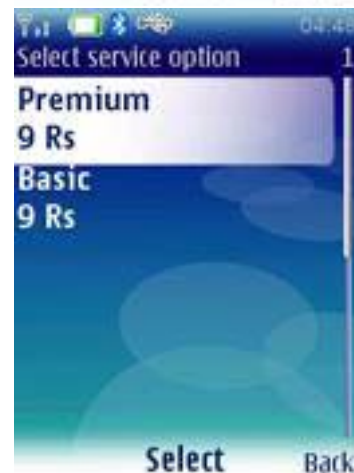 04:48
Select service option 1
Premium
9 Rs
Basic
9 Rs
Select Back